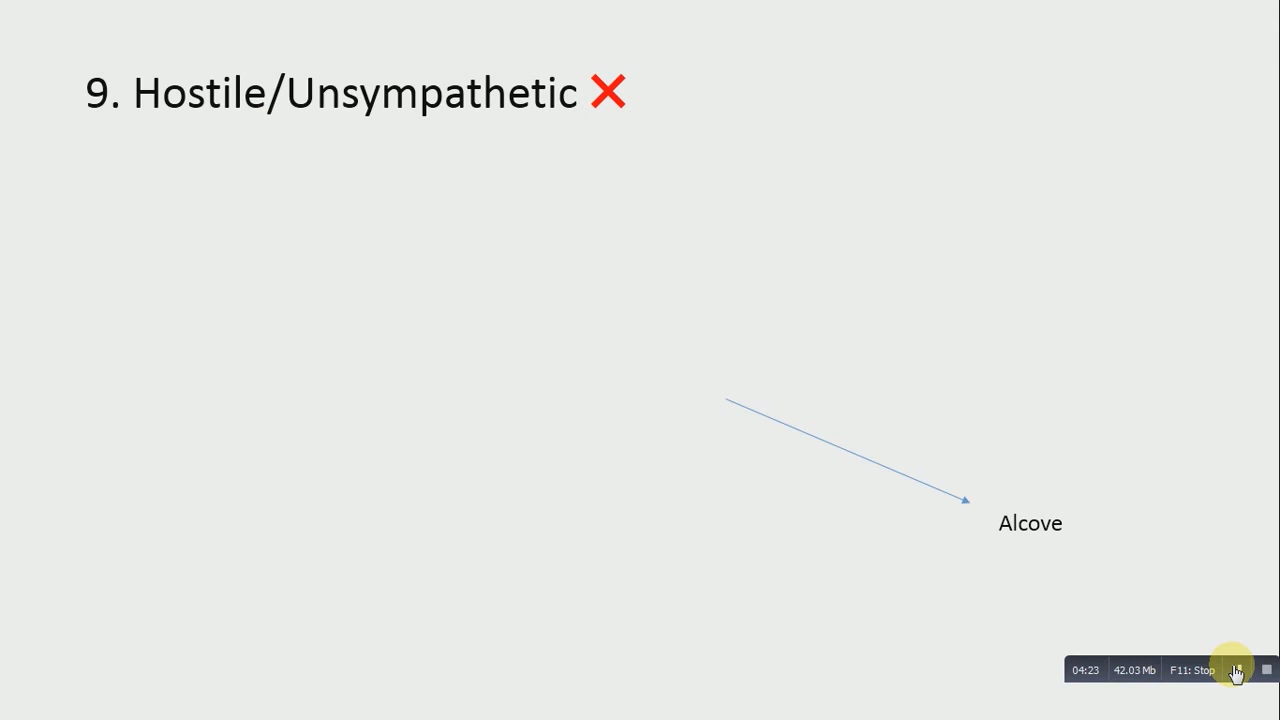 9. Hostile/Unsympathetic ❌
Alcove
04:23 42.03 Mb F11: Stop